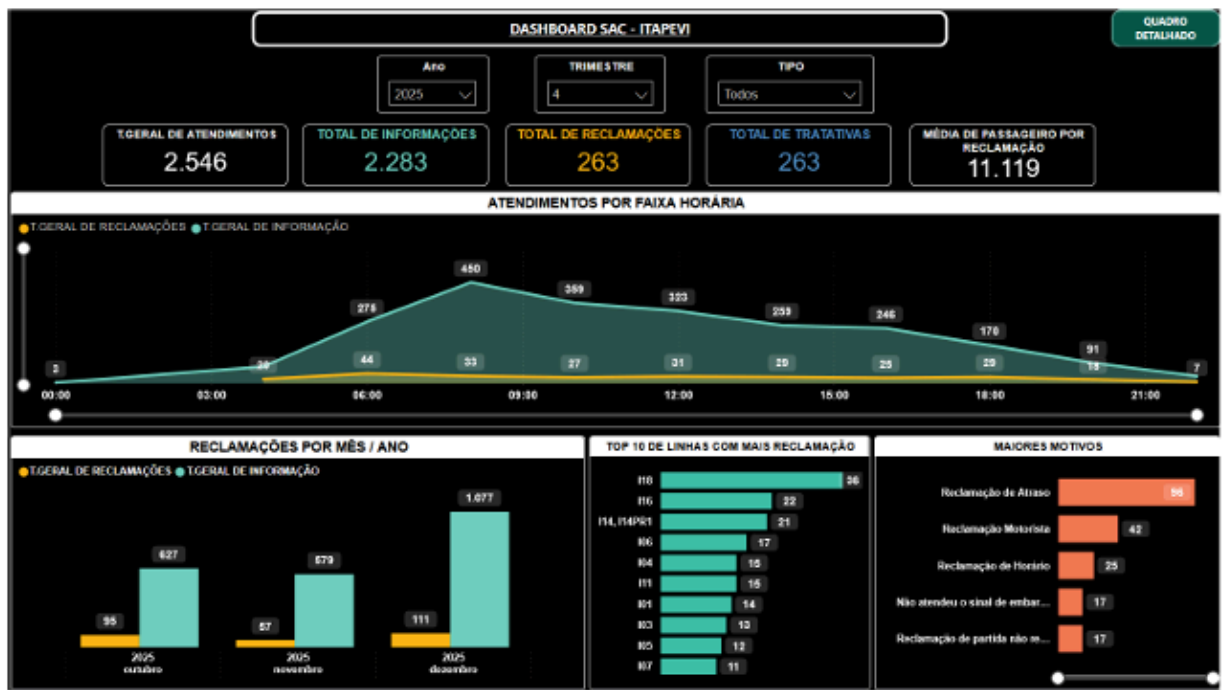 DASHBOARD SAC - ITAPEVI
QUADRO
DETALHADO
Ano
2025
TRIMESTRE
4
TIPO
Todos
T.GERAL DE ATENDIMENTOS
2.546
TOTAL DE INFORMAÇÕES
2.283
TOTAL DE RECLAMAÇÕES
263
TOTAL DE TRATATIVAS
263
MÉDIA DE PASSAGEIRO POR
RECLAMAÇÃO
11.119
ATENDIMENTOS POR FAIXA HORÁRIA
T.GERAL DE RECLAMAÇÕES T.GERAL DE INFORMAÇÃO
450
359
323
275
259
246
170
91
3
44
33
27
31
29
25
29
18
7
00:00 03:00 06:00 09:00 12:00 15:00 18:00 21:00
RECLAMAÇÕES POR MÊS / ANO
T.GERAL DE RECLAMAÇÕES T.GERAL DE INFORMAÇÃO
95
627
57
579
111
1.077
2025
outubro
2025
novembro
2025
dezembro
TOP 10 DE LINHAS COM MAIS RECLAMAÇÃO
I18 36
I16 22
I14, I14PR1 21
I06 17
I04 15
I11 15
I01 14
I03 13
I05 12
I07 11
MAIORES MOTIVOS
Reclamação de Atraso 96
Reclamação Motorista 42
Reclamação de Horário 25
Não atendeu o sinal de embar... 17
Reclamação de partida não re... 17